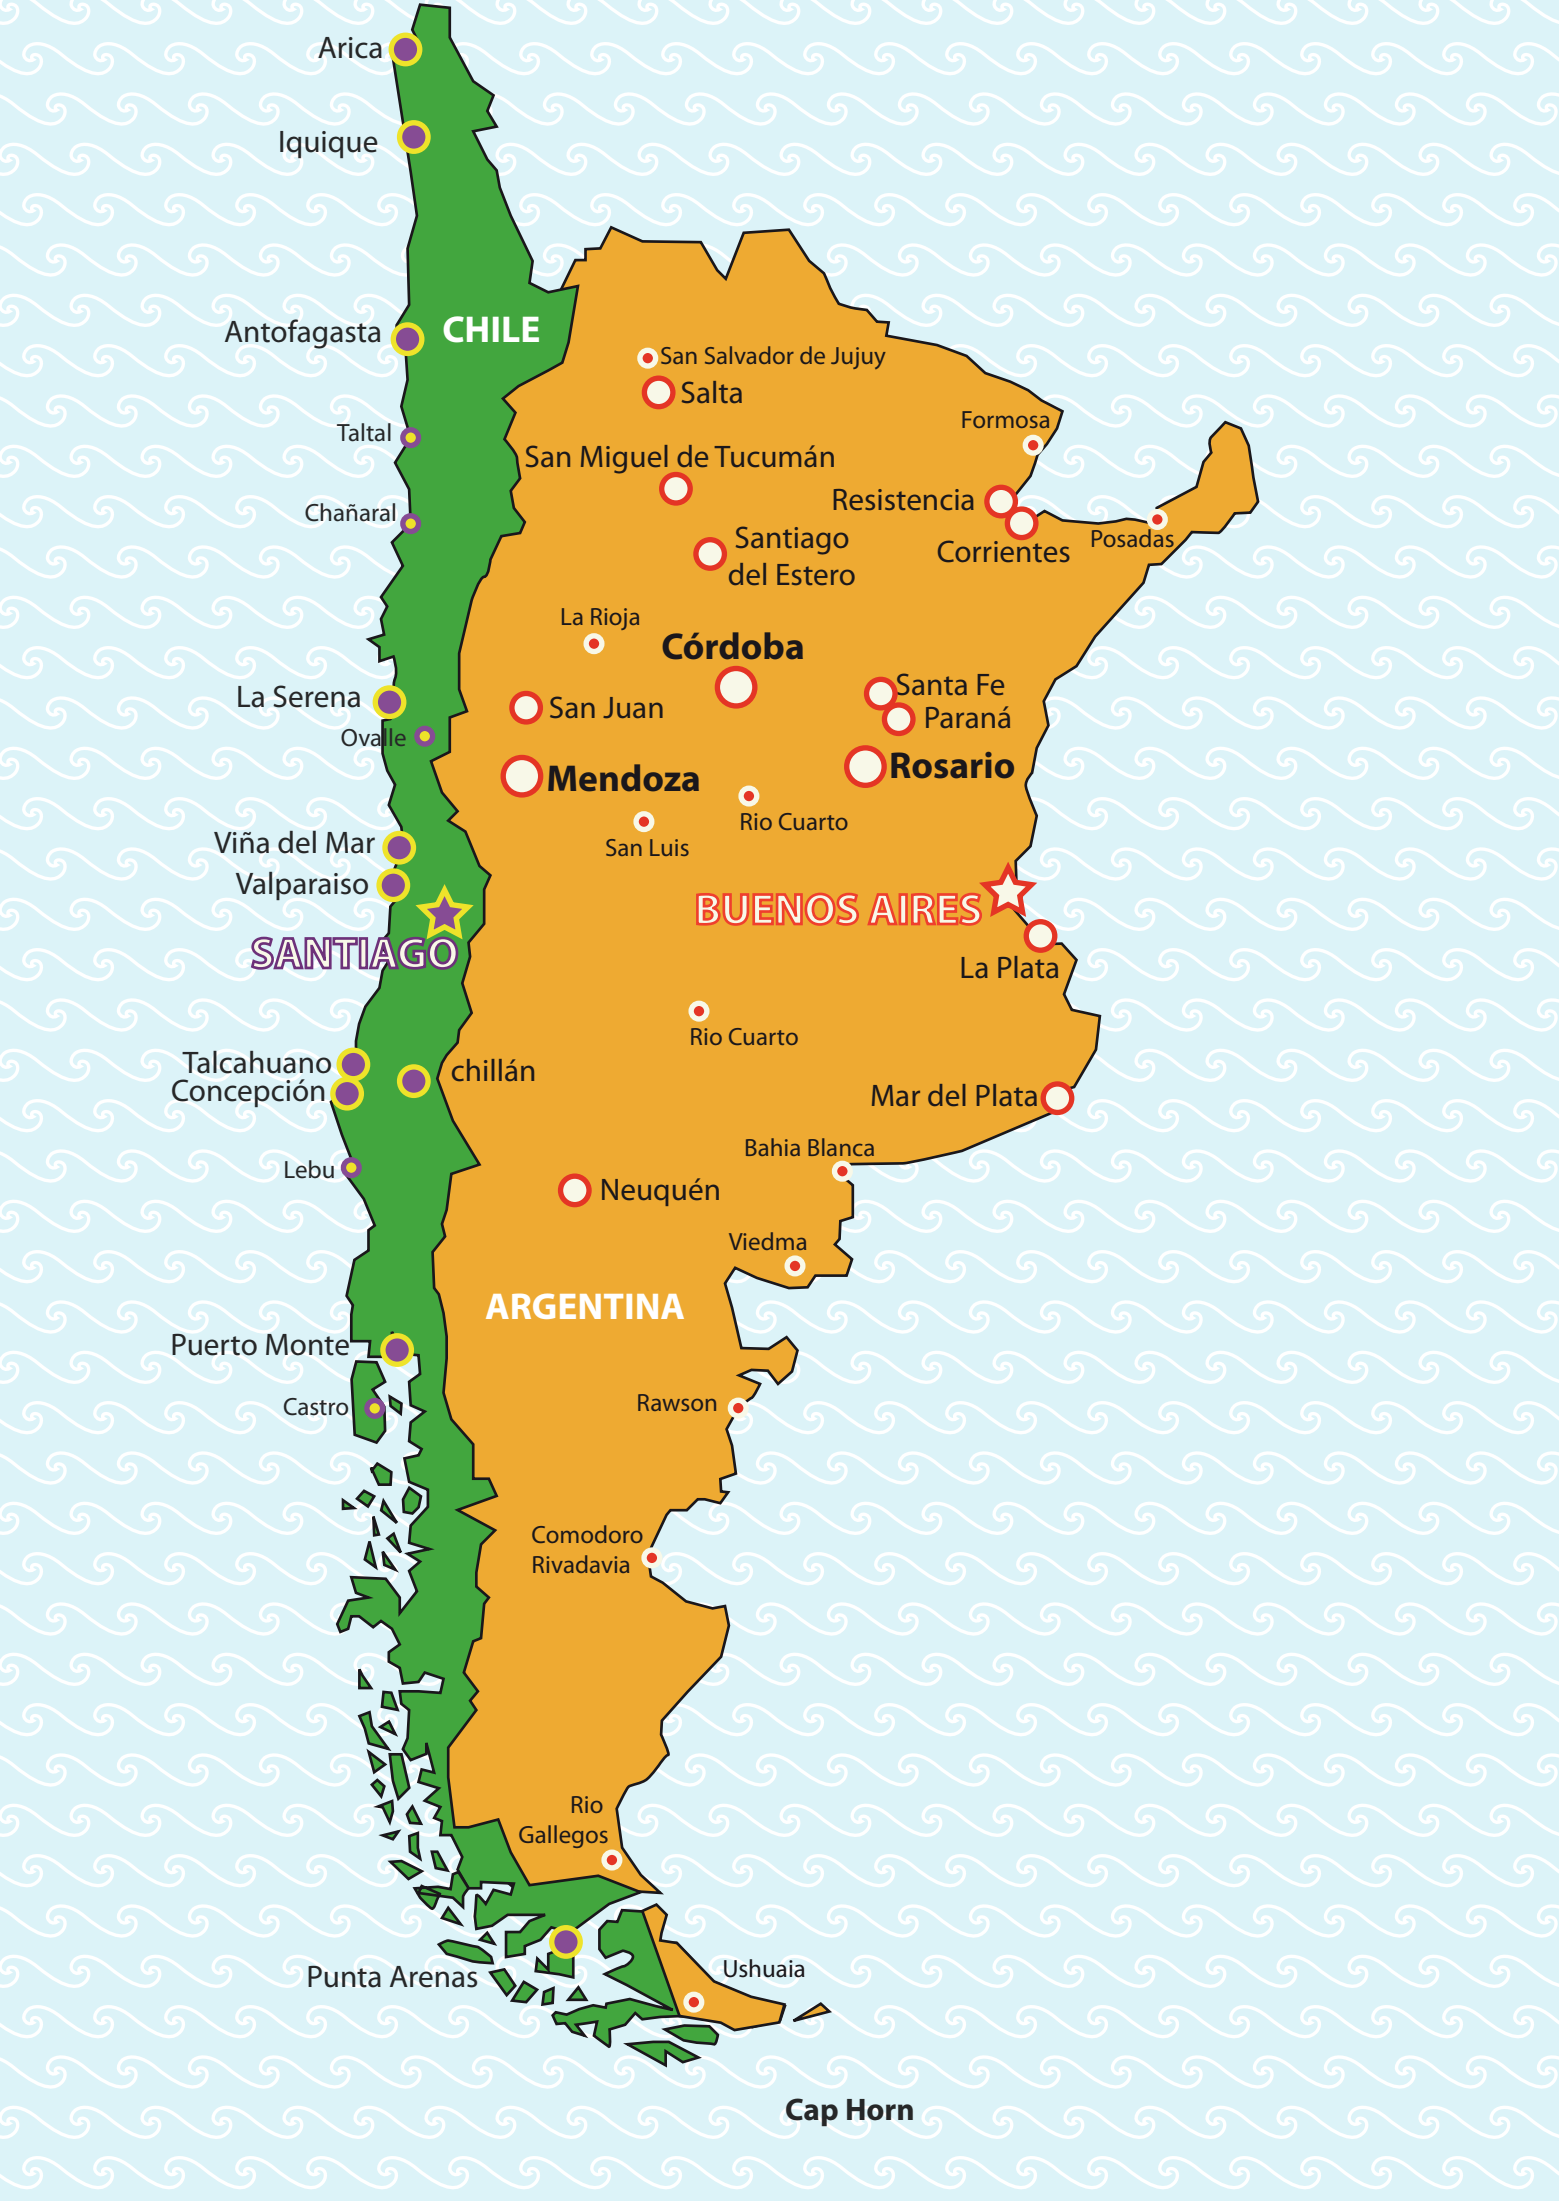 Arica
Iquique
Antofagasta
CHILE
San Salvador de Jujuy
Salta
Formosa
Taltal
San Miguel de Tucumán
Resistencia
Chañaral
Santiago
del Estero
Corrientes
Posadas
La Rioja
Córdoba
La Serena
San Juan
Santa Fe
Paraná
Ovalle
Mendoza
Rosario
Rio Cuarto
San Luis
Viña del Mar
Valparaiso
BUENOS AIRES
SANTIAGO
La Plata
Rio Cuarto
Talcahuano
Concepción
chillán
Mar del Plata
Bahia Blanca
Lebu
Neuquén
Viedma
ARGENTINA
Puerto Monte
Castro
Rawson
Comodoro
Rivadavia
Rio
Gallegos
Punta Arenas
Ushuaia
Cap Horn